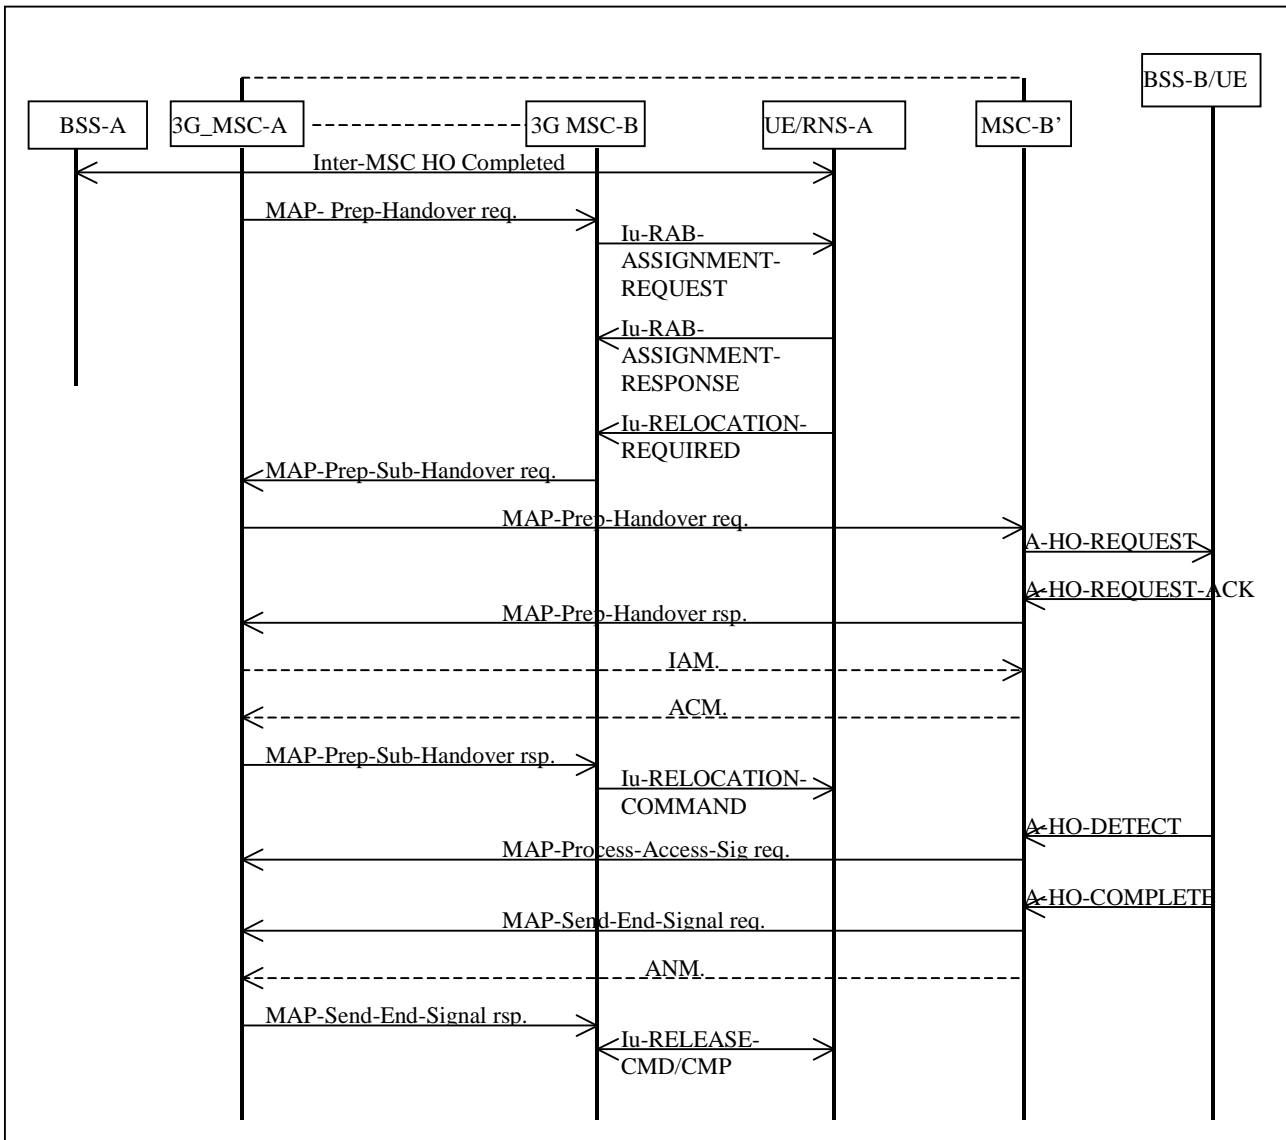 BSS-B/UE
BSS-A
3G_MSC-A
3G MSC-B
UE/RNS-A
MSC-B’
Inter-MSC HO Completed
MAP- Prep-Handover req.
Iu-RAB-
ASSIGNMENT-
REQUEST
Iu-RAB-
ASSIGNMENT-
RESPONSE
Iu-RELOCATION-
REQUIRED
MAP-Prep-Sub-Handover req.
MAP-Prep-Handover req.
A-HO-REQUEST
A-HO-REQUEST-ACK
MAP-Prep-Handover rsp.
IAM.
ACM.
MAP-Prep-Sub-Handover rsp.
Iu-RELOCATION-
COMMAND
A-HO-DETECT
MAP-Process-Access-Sig req.
A-HO-COMPLETE
MAP-Send-End-Signal req.
ANM.
MAP-Send-End-Signal rsp.
Iu-RELEASE-
CMD/CMP